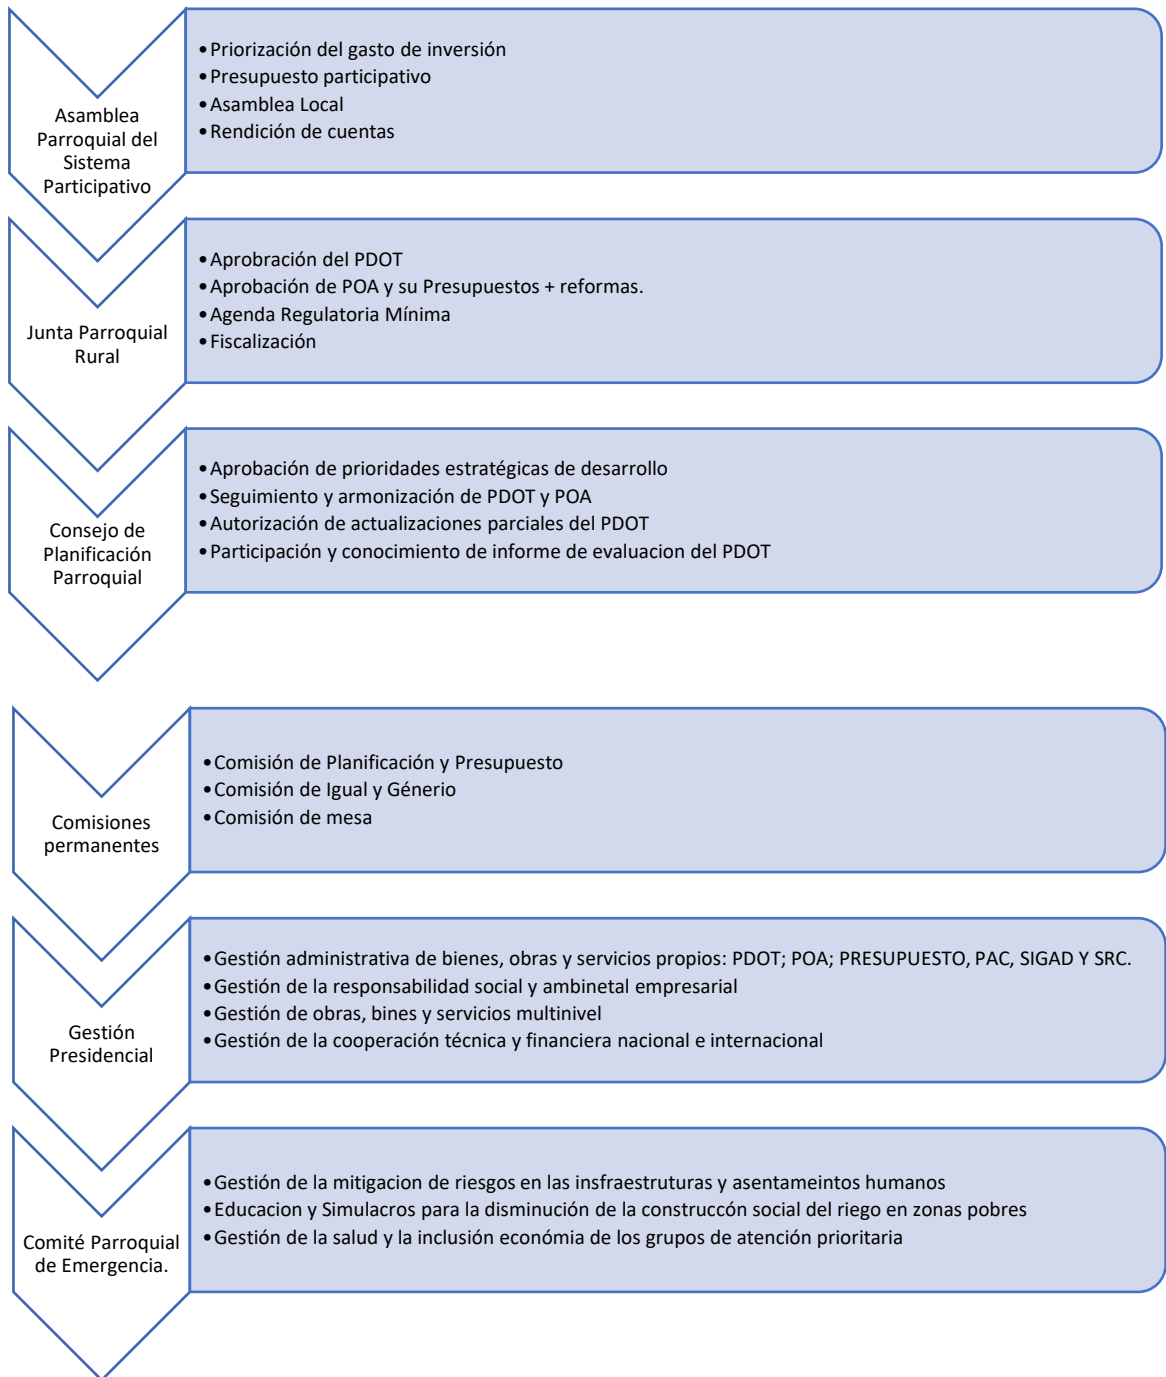 Asamblea
Parroquial del
Sistema
Participativo
•Priorización del gasto de inversión
•Presupuesto participativo
•Asamblea Local
•Rendición de cuentas
Junta Parroquial
Rural
•Aprobración del PDOT
•Aprobación de POA y su Presupuestos + reformas.
•Agenda Regulatoria Mínima
•Fiscalización
Consejo de
Planificación
Parroquial
•Aprobación de prioridades estratégicas de desarrollo
•Seguimiento y armonización de PDOT y POA
•Autorización de actualizaciones parciales del PDOT
•Participación y conocimiento de informe de evaluacion del PDOT
Comisiones
permanentes
•Comisión de Planificación y Presupuesto
•Comisión de Igual y Génerio
•Comisión de mesa
Gestión
Presidencial
•Gestión administrativa de bienes, obras y servicios propios: PDOT; POA; PRESUPUESTO, PAC, SIGAD Y SRC.
•Gestión de la responsabilidad social y ambinetal empresarial
•Gestión de obras, bines y servicios multinivel
•Gestión de la cooperación técnica y financiera nacional e internacional
Comité Parroquial
de Emergencia.
•Gestión de la mitigacion de riesgos en las insfraestruturas y asentameintos humanos
•Educacion y Simulacros para la disminución de la construccón social del riego en zonas pobres
•Gestión de la salud y la inclusión económia de los grupos de atención prioritaria